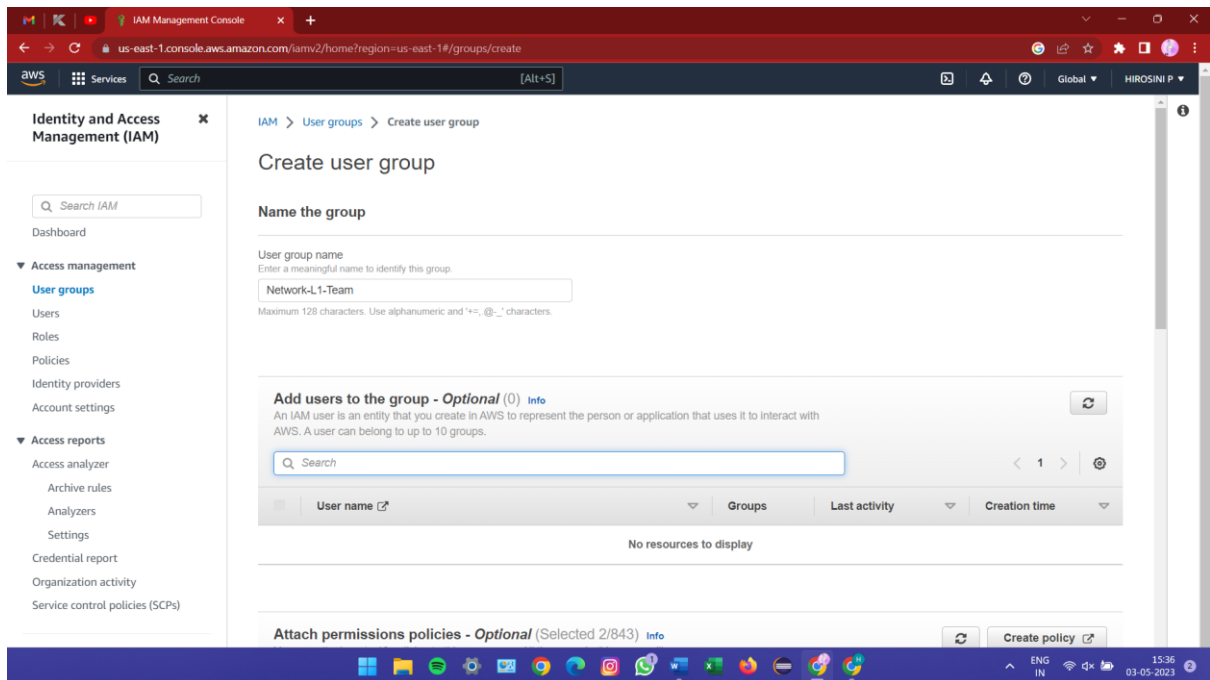 IAM Management Console
us-east-1.console.aws.amazon.com/iamv2/home?region=us-east-1#/groups/create
aws Services Search [Alt+S] Global HIROSINI P
Identity and Access Management (IAM)
Search IAM
Dashboard
Access management
User groups
Users
Roles
Policies
Identity providers
Account settings
Access reports
Access analyzer
Archive rules
Analyzers
Settings
Credential report
Organization activity
Service control policies (SCPs)
IAM > User groups > Create user group
Create user group
Name the group
User group name
Enter a meaningful name to identify this group.
Network-L1-Team
Maximum 128 characters. Use alphanumeric and '+=,.@-_' characters.
Add users to the group - Optional (0) Info
An IAM user is an entity that you create in AWS to represent the person or application that uses it to interact with
AWS. A user can belong to up to 10 groups.
Search
1
User name Groups Last activity Creation time
No resources to display
Attach permissions policies - Optional (Selected 2/843) Info
Create policy
ENG
IN
15:36
03-05-2023
2